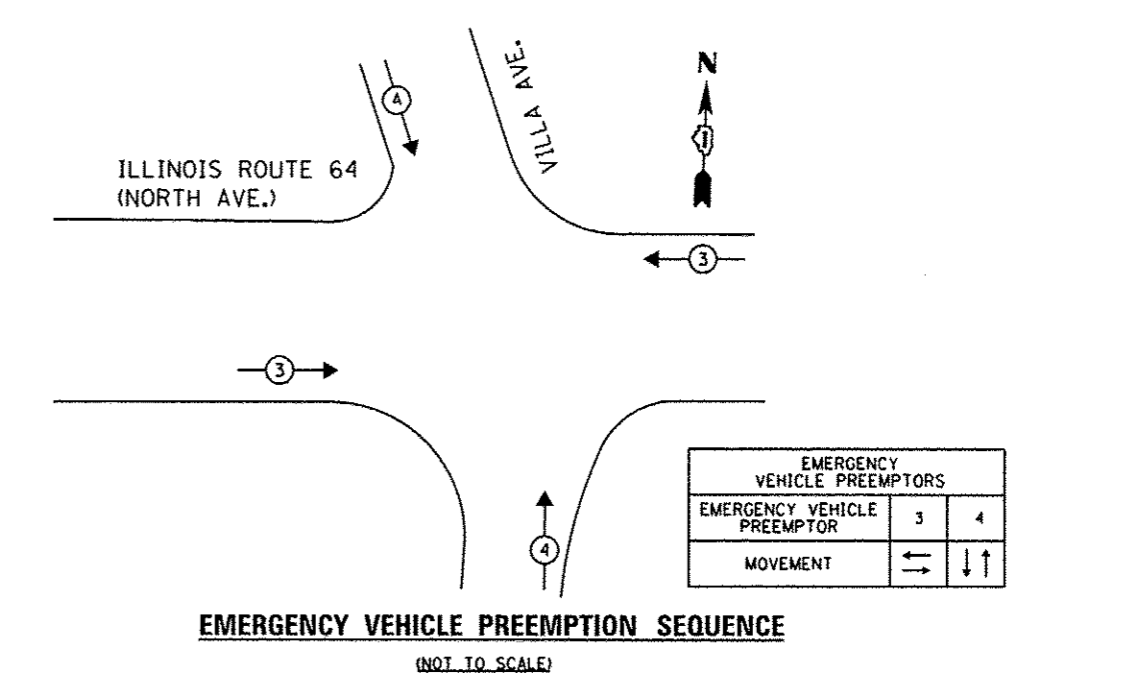 4
VILLA AVE.
N
ILLINOIS ROUTE 64
(NORTH AVE.)
3
3
4
EMERGENCY
VEHICLE PREEMPTORS
EMERGENCY VEHICLE
PREEMPTOR
3
4
MOVEMENT
EMERGENCY VEHICLE PREEMPTION SEQUENCE
(NOT TO SCALE)